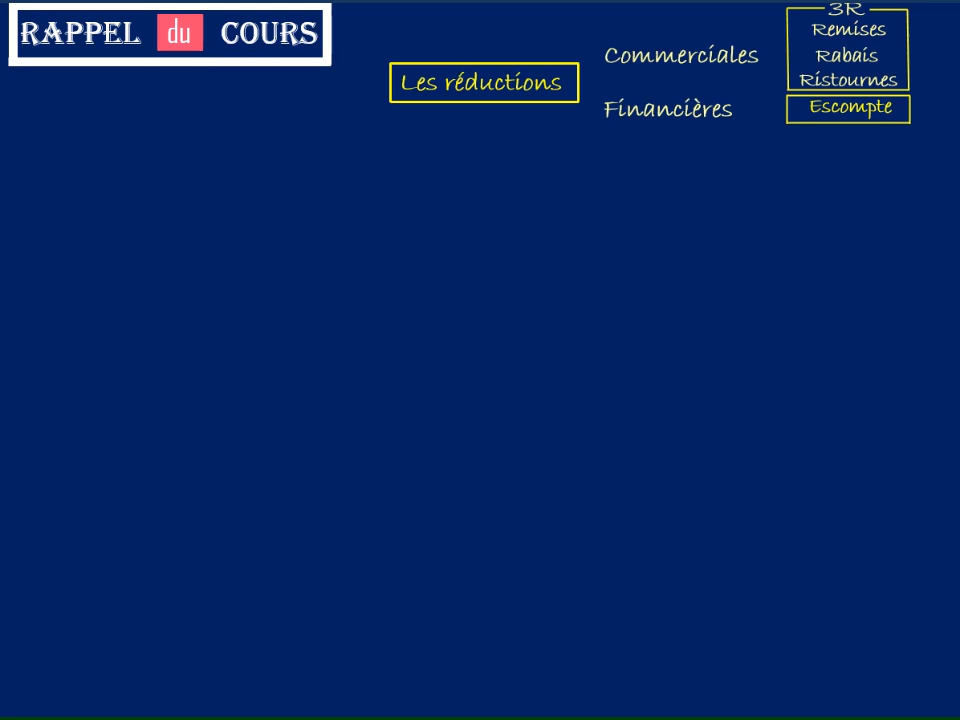 RAPPEL du COURS
Les réductions
Commerciales
Financières
3R
Remises
Rabais
Ristournes
Escompte